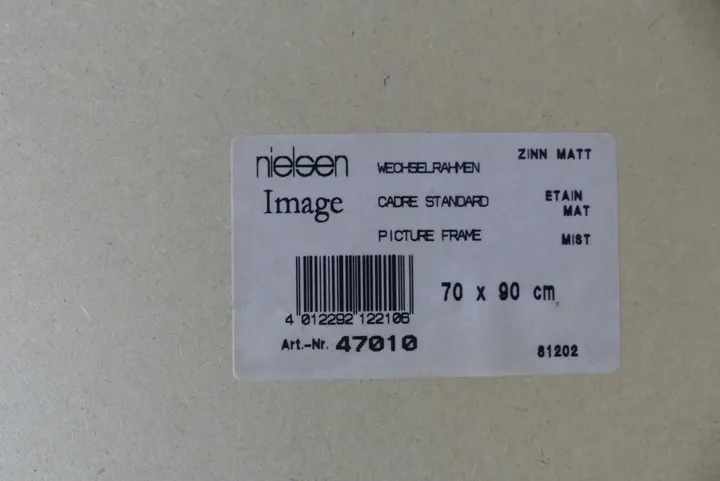 nielsen
Image
WECHSELRAHMEN
ZINN MATT
CADRE STANDARD
ETAIN
MAT
PICTURE FRAME
MIST
70 x 90 cm
4 012292 122106
Art.-Nr. 47010
81202